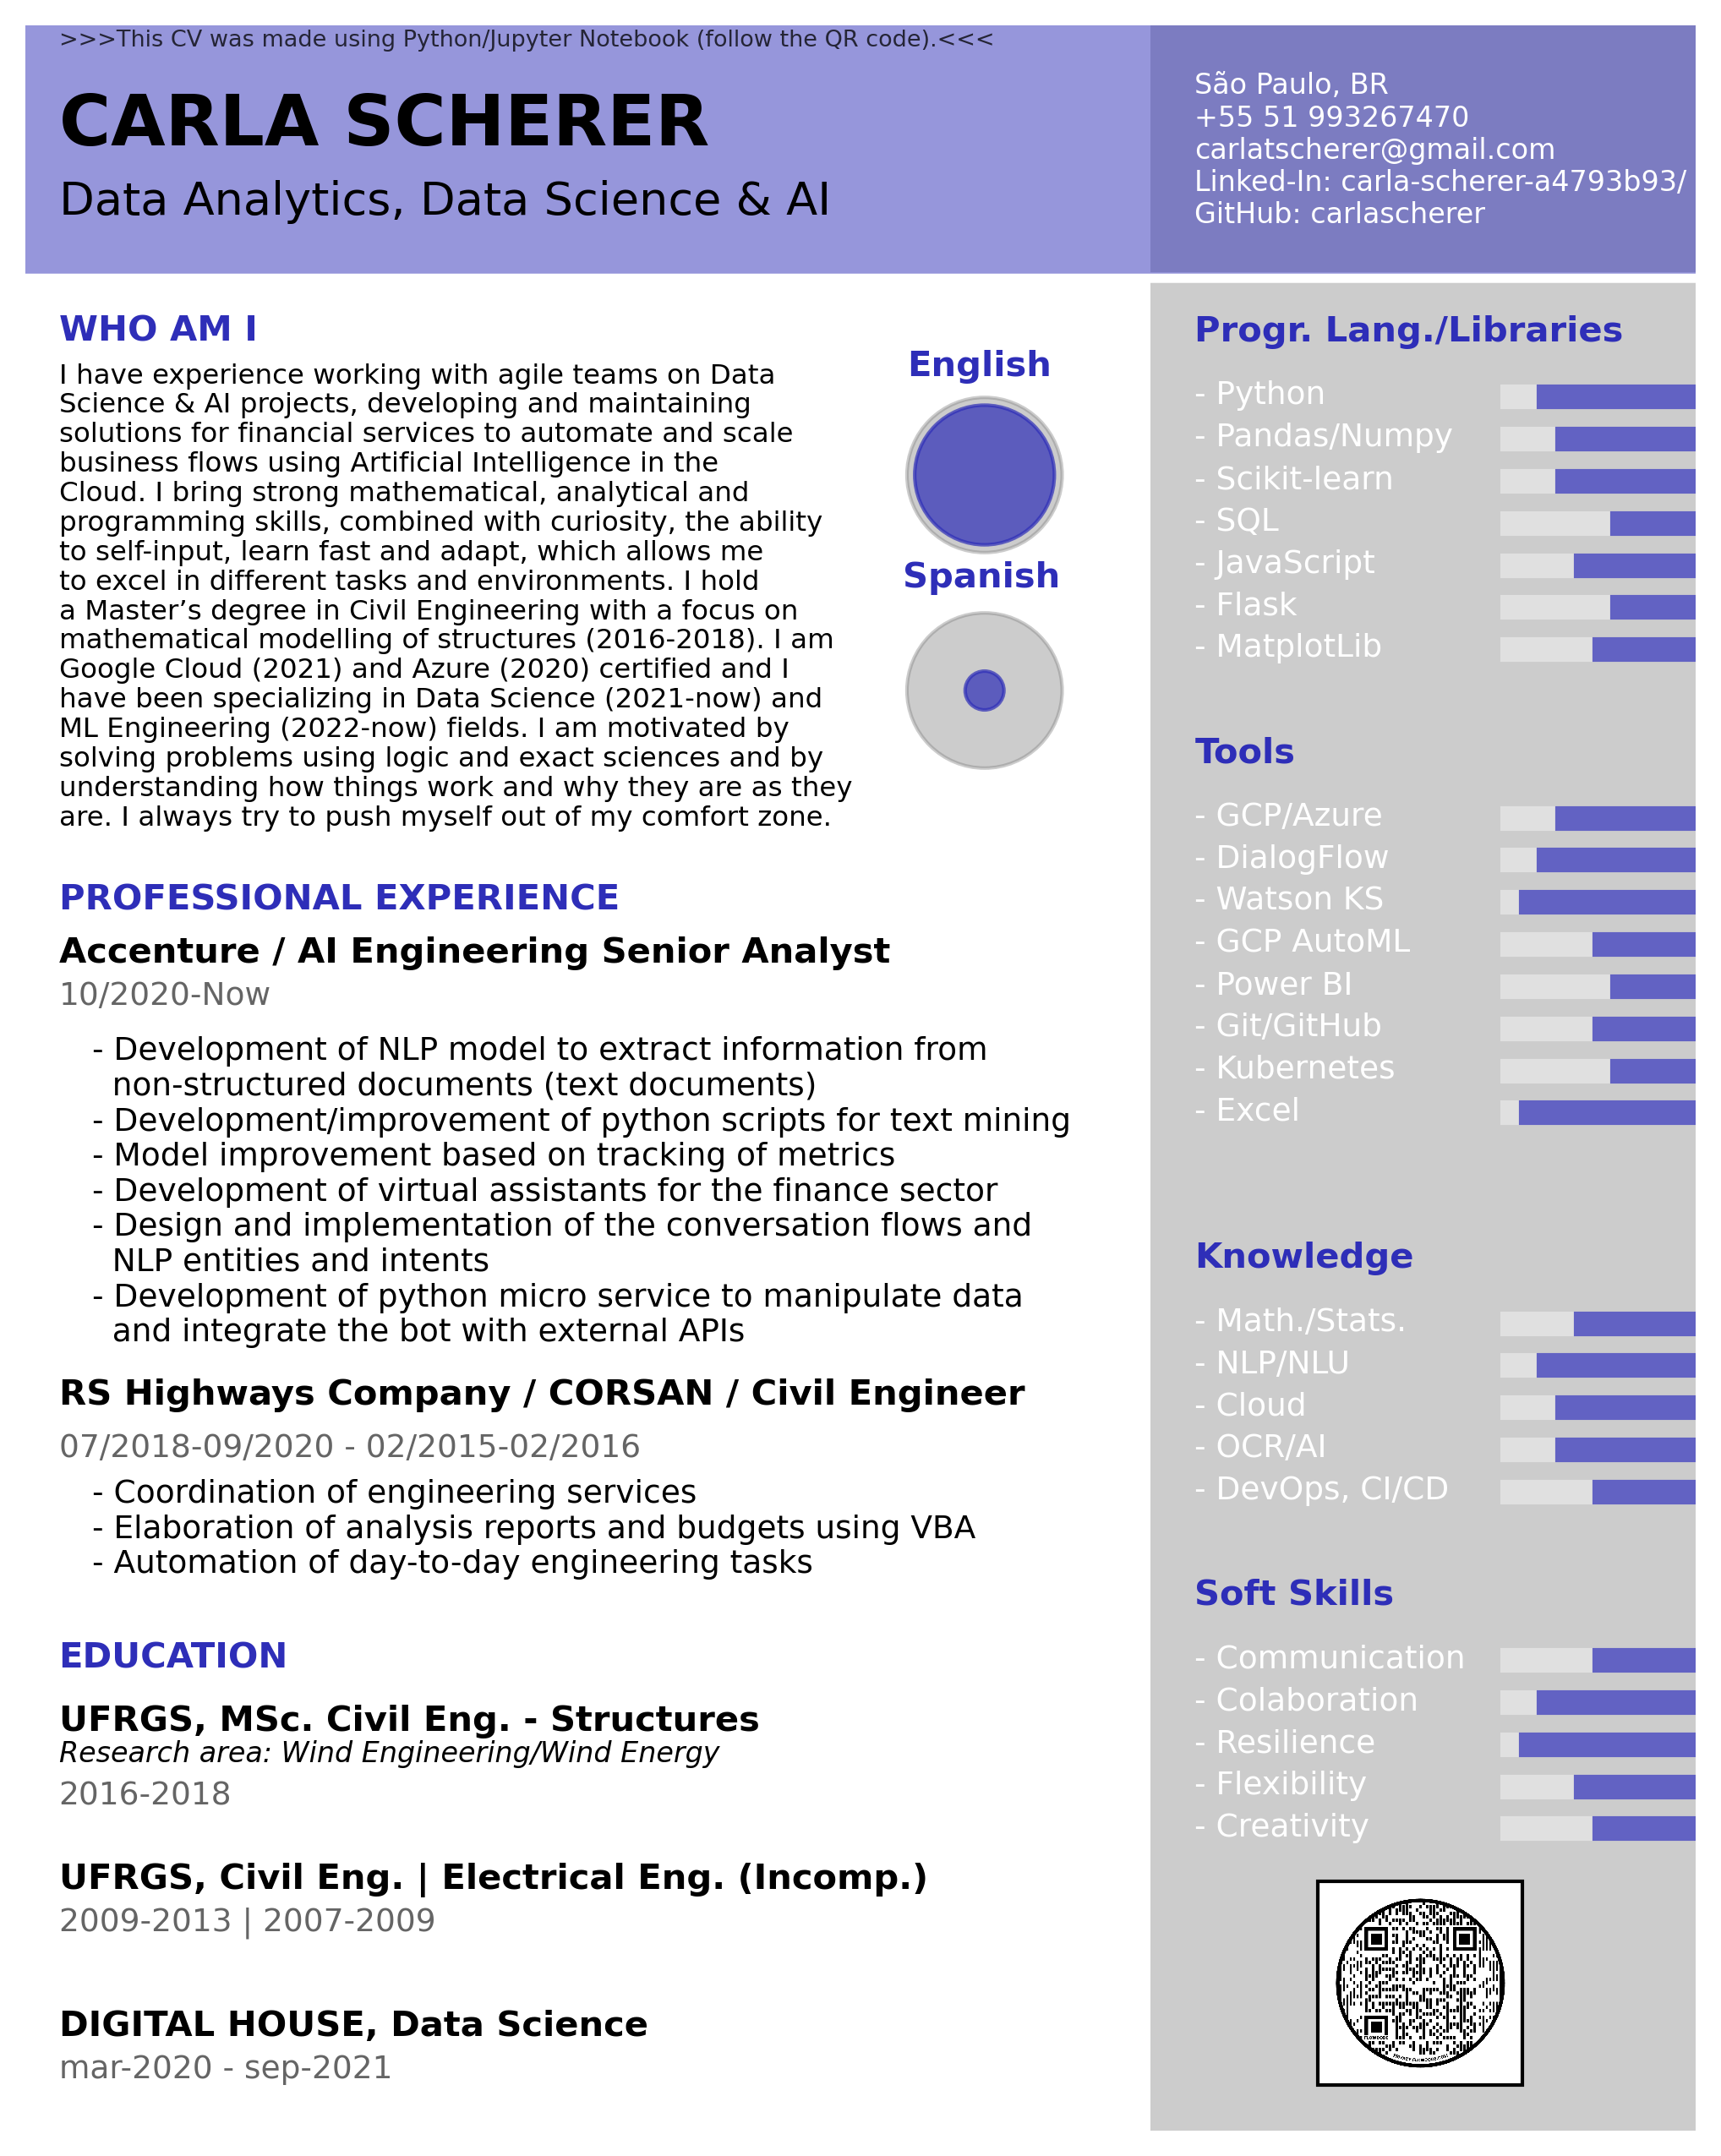 >>>This CV was made using Python/Jupyter Notebook (follow the QR code).<<<
CARLA SCHERER
Data Analytics, Data Science & AI
São Paulo, BR
+55 51 993267470
carlatscherer@gmail.com
Linked-In: carla-scherer-a4793b93/
GitHub: carlascherer
WHO AM I
I have experience working with agile teams on Data
Science & AI projects, developing and maintaining
solutions for financial services to automate and scale
business flows using Artificial Intelligence in the
Cloud. I bring strong mathematical, analytical and
programming skills, combined with curiosity, the ability
to self-input, learn fast and adapt, which allows me
to excel in different tasks and environments. I hold
a Master’s degree in Civil Engineering with a focus on
mathematical modelling of structures (2016-2018). I am
Google Cloud (2021) and Azure (2020) certified and I
have been specializing in Data Science (2021-now) and
ML Engineering (2022-now) fields. I am motivated by
solving problems using logic and exact sciences and by
understanding how things work and why they are as they
are. I always try to push myself out of my comfort zone.
English
Spanish
PROFESSIONAL EXPERIENCE
Accenture / AI Engineering Senior Analyst
10/2020-Now
- Development of NLP model to extract information from
non-structured documents (text documents)
- Development/improvement of python scripts for text mining
- Model improvement based on tracking of metrics
- Development of virtual assistants for the finance sector
- Design and implementation of the conversation flows and
NLP entities and intents
- Development of python micro service to manipulate data
and integrate the bot with external APIs
RS Highways Company / CORSAN / Civil Engineer
07/2018-09/2020 - 02/2015-02/2016
- Coordination of engineering services
- Elaboration of analysis reports and budgets using VBA
- Automation of day-to-day engineering tasks
EDUCATION
UFRGS, MSc. Civil Eng. - Structures
Research area: Wind Engineering/Wind Energy
2016-2018
UFRGS, Civil Eng. | Electrical Eng. (Incomp.)
2009-2013 | 2007-2009
DIGITAL HOUSE, Data Science
mar-2020 - sep-2021
Progr. Lang./Libraries
- Python
- Pandas/Numpy
- Scikit-learn
- SQL
- JavaScript
- Flask
- MatplotLib
Tools
- GCP/Azure
- DialogFlow
- Watson KS
- GCP AutoML
- Power BI
- Git/GitHub
- Kubernetes
- Excel
Knowledge
- Math./Stats.
- NLP/NLU
- Cloud
- OCR/AI
- DevOps, CI/CD
Soft Skills
- Communication
- Colaboration
- Resilience
- Flexibility
- Creativity